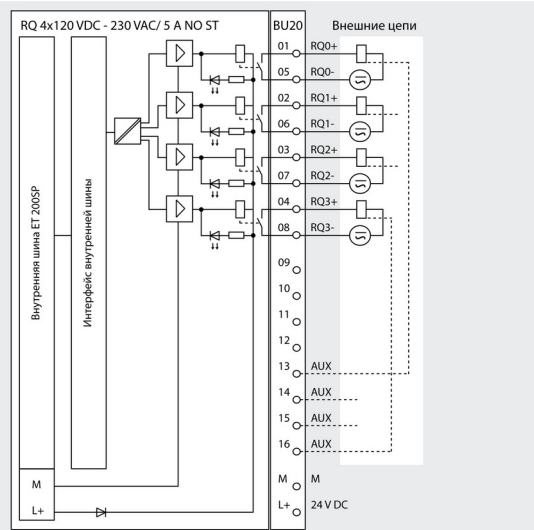 RQ 4x120 VDC - 230 VAC/ 5 A NO ST
BU20
Внешние цепи
01 RQ0+
05 RQ0-
02 RQ1+
06 RQ1-
03 RQ2+
07 RQ2-
04 RQ3+
08 RQ3-
09
10
11
12
13 AUX
14 AUX
15 AUX
16 AUX
M M
L+ 24 V DC
Внутренняя шина ET 200SP
Интерфейс внутренней шины
M
L+